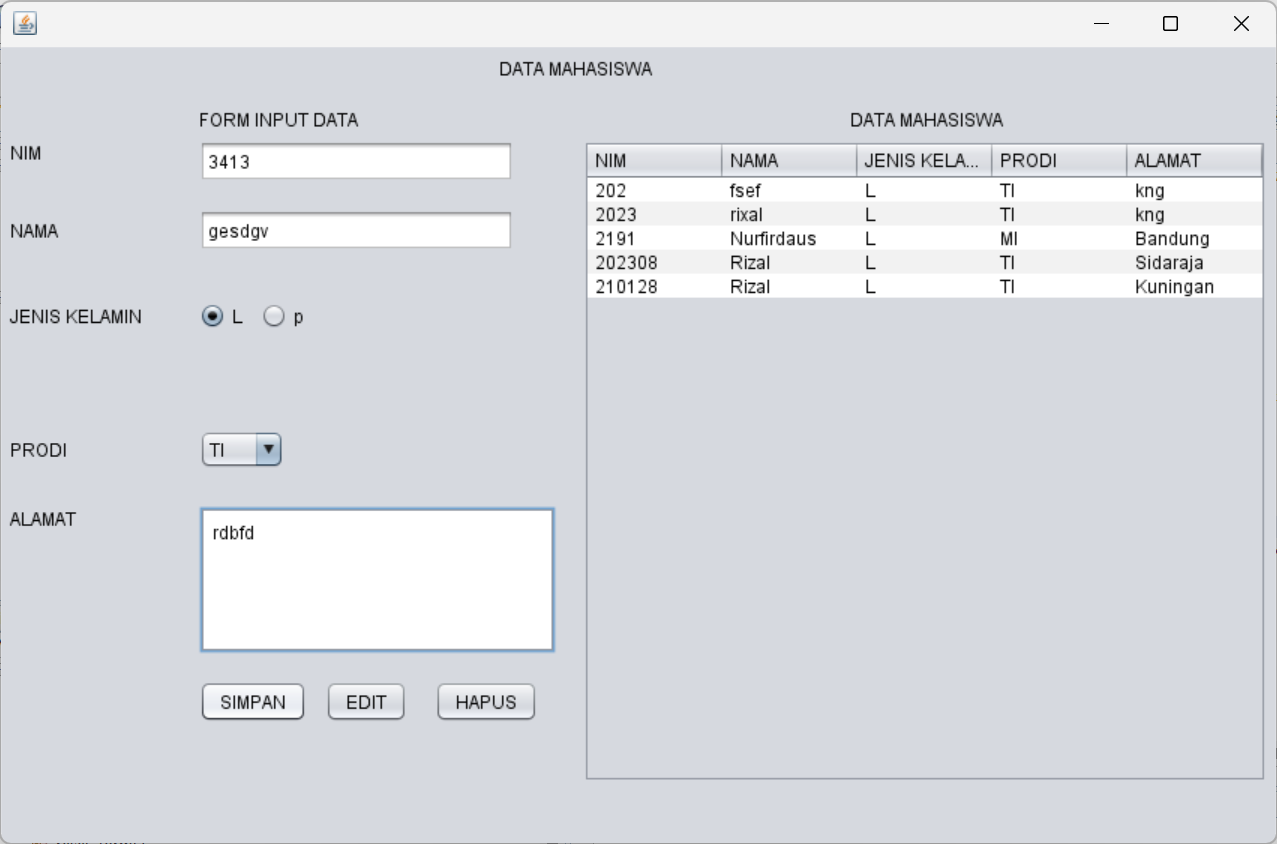 DATA MAHASISWA
FORM INPUT DATA
NIM 3413
NAMA gesdgv
JENIS KELAMIN L p
PRODI TI
ALAMAT rdbfd
SIMPAN EDIT HAPUS
DATA MAHASISWA
NIM NAMA JENIS KELA... PRODI ALAMAT
202 fsef L TI kng
2023 rixal L TI kng
2191 Nurfirdaus L MI Bandung
202308 Rizal L TI Sidaraja
210128 Rizal L TI Kuningan